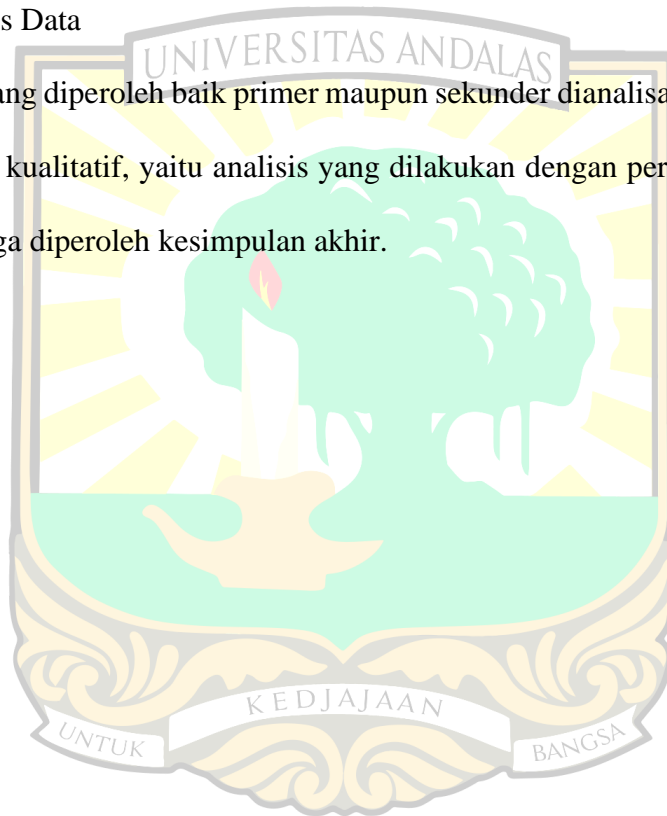 s Data
UNIVERSITAS ANDALAS
ang diperoleh baik primer maupun sekunder dianalisa
kualitatif, yaitu analisis yang dilakukan dengan per
ga diperoleh kesimpulan akhir.
KEDJAJAAN
UNTUK
BANGSA